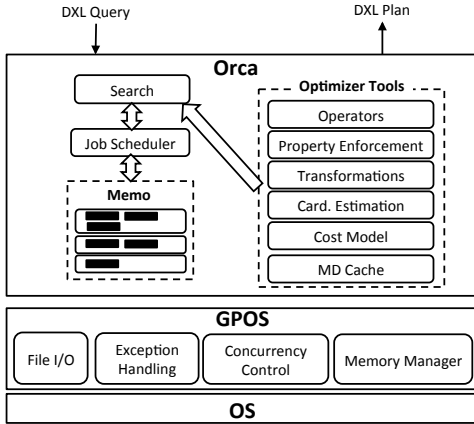 DXL Query
DXL Plan
Orca
Search
Job Scheduler
Memo
Optimizer Tools
Operators
Property Enforcement
Transformations
Card. Estimation
Cost Model
MD Cache
GPOS
File I/O
Exception
Handling
Concurrency
Control
Memory Manager
OS